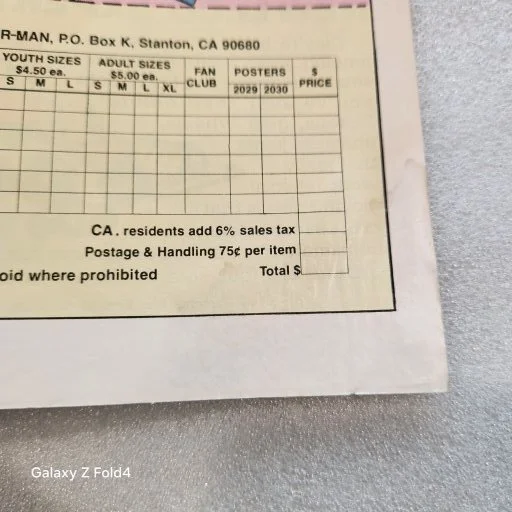 R-MAN, P.O. Box K, Stanton, CA 90680
YOUTH SIZES ADULT SIZES FAN CLUB POSTERS $ PRICE
$4.50 ea. $5.00 ea.
S M L S M L XL 2029 2030
CA. residents add 6% sales tax
Postage & Handling 75¢ per item
oid where prohibited Total $
Galaxy Z Fold4